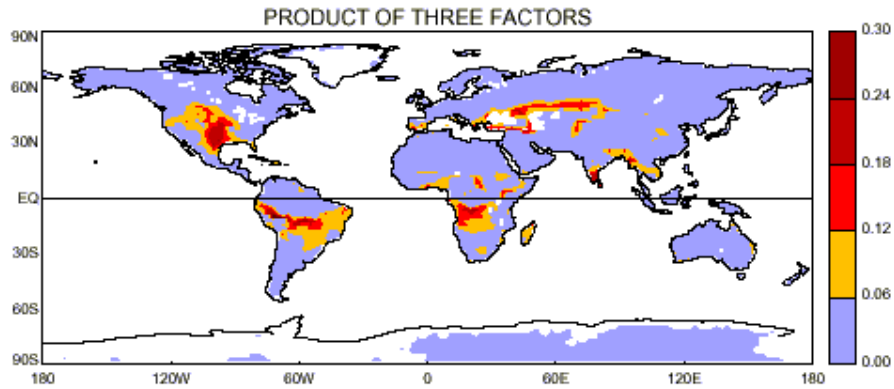 PRODUCT OF THREE FACTORS
90N
60N
30N
EQ
30S
60S
90S
180 120W 60W 0 60E 120E 180
0.30
0.24
0.18
0.12
0.06
0.00